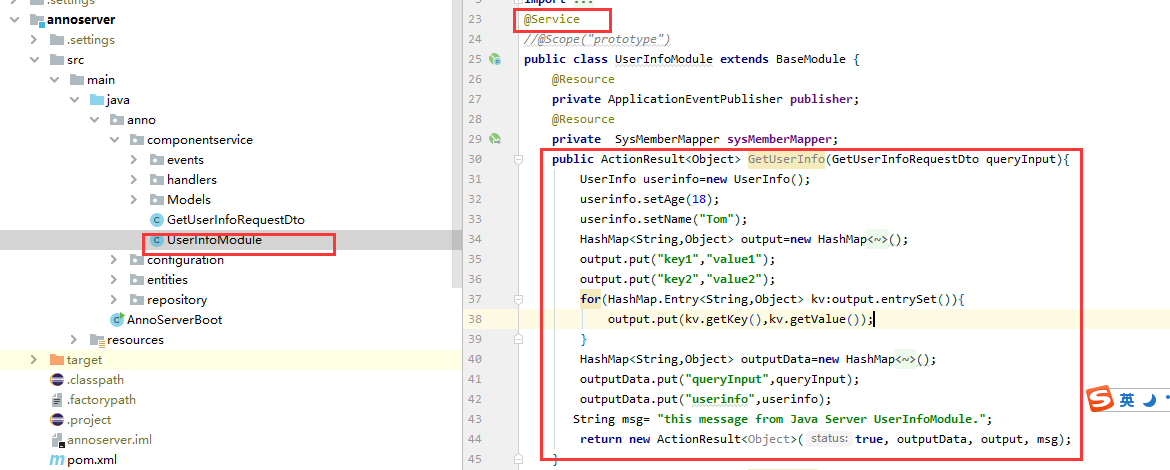 .settings
annoserver
.settings
src
main
java
anno
componentservice
events
handlers
Models
GetUserInfoRequestDto
UserInfoModule
configuration
entities
repository
AnnoServerBoot
resources
target
.classpath
.factorypath
.project
annoserver.iml
pom.xml
import ...
23 @Service
24 //@Scope("prototype")
25 public class UserInfoModule extends BaseModule {
26 @Resource
27 private ApplicationEventPublisher publisher;
28 @Resource
29 private  SysMemberMapper sysMemberMapper;
30 public ActionResult<Object> GetUserInfo(GetUserInfoRequestDto queryInput){
31 UserInfo userinfo=new UserInfo();
32 userinfo.setAge(18);
33 userinfo.setName("Tom");
34 HashMap<String,Object> output=new HashMap<~>();
35 output.put("key1","value1");
36 output.put("key2","value2");
37 for(HashMap.Entry<String,Object> kv:output.entrySet()){
38 output.put(kv.getKey(),kv.getValue());
39 }
40 HashMap<String,Object> outputData=new HashMap<~>();
41 outputData.put("queryInput",queryInput);
42 outputData.put("userinfo",userinfo);
43 String msg= "this message from Java Server UserInfoModule.";
44 return new ActionResult<Object>( status: true, outputData, output, msg);
45 }
S 英